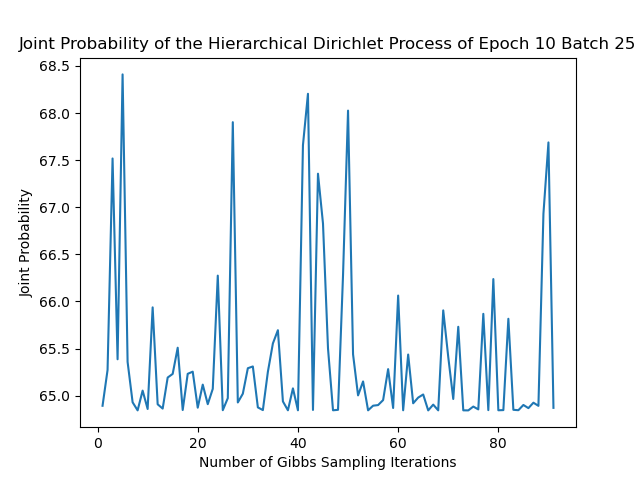 Joint Probability of the Hierarchical Dirichlet Process of Epoch 10 Batch 25
68.5
68.0
67.5
67.0
66.5
66.0
65.5
65.0
Joint Probability
0 20 40 60 80
Number of Gibbs Sampling Iterations